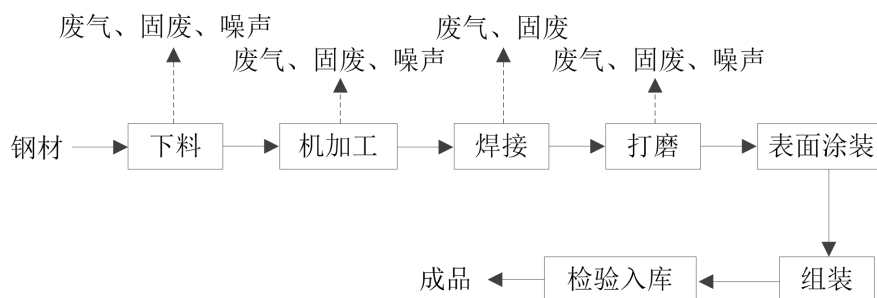 废气、固废、噪声
废气、固废
废气、固废、噪声
废气、固废、噪声
钢材
下料
机加工
焊接
打磨
表面涂装
成品
检验入库
组装